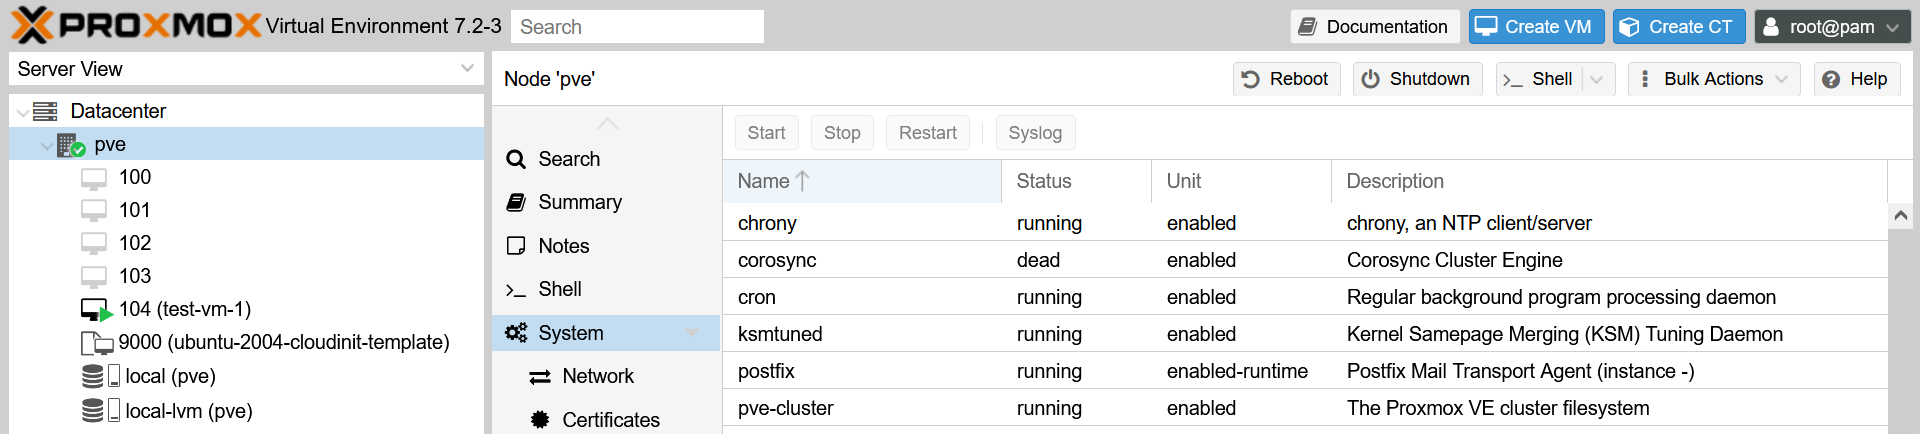 PROXMOX Virtual Environment 7.2-3 Search Documentation Create VM Create CT root@pam
Server View
Datacenter
pve
100
101
102
103
104 (test-vm-1)
9000 (ubuntu-2004-cloudinit-template)
local (pve)
local-lvm (pve)
Node 'pve' Reboot Shutdown >_ Shell Bulk Actions Help
Search
Summary
Notes
>_ Shell
System
Network
Certificates
Start Stop Restart Syslog
Name Status Unit Description
chrony running enabled chrony, an NTP client/server
corosync dead enabled Corosync Cluster Engine
cron running enabled Regular background program processing daemon
ksmtuned running enabled Kernel Samepage Merging (KSM) Tuning Daemon
postfix running enabled-runtime Postfix Mail Transport Agent (instance -)
pve-cluster running enabled The Proxmox VE cluster filesystem